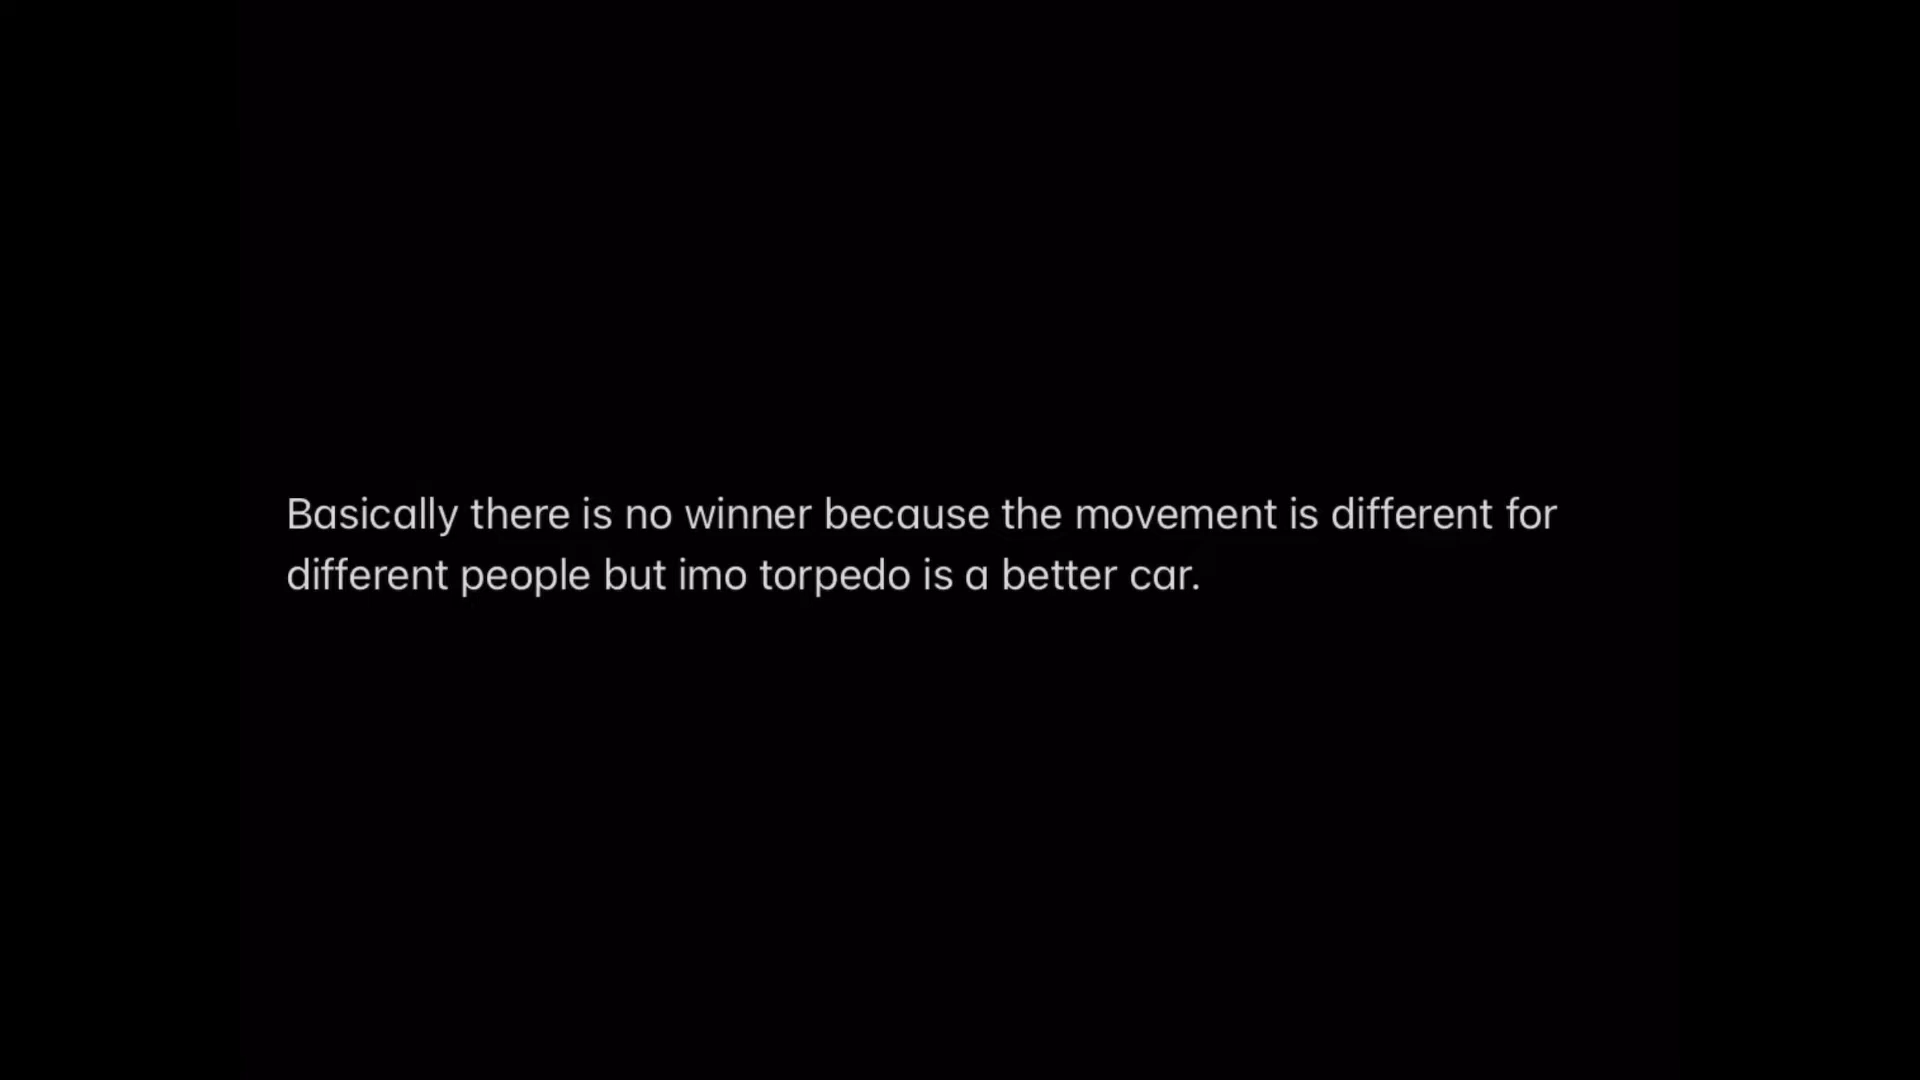 Basically there is no winner because the movement is different for
different people but imo torpedo is a better car.